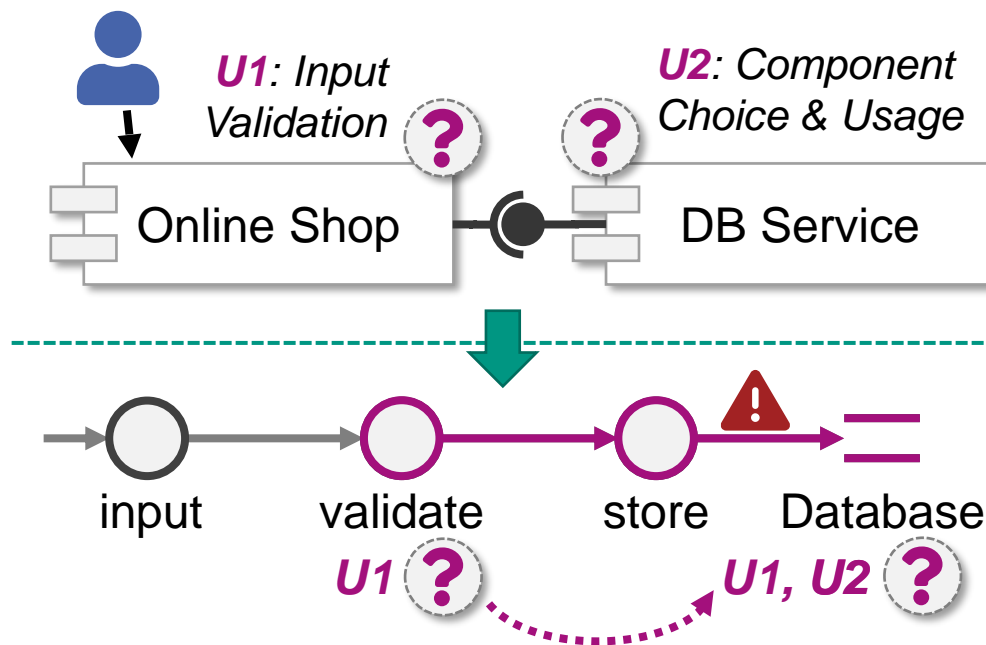 U1: Input
Validation
?
U2: Component
Choice & Usage
?
Online Shop
DB Service
!
input
validate
store
Database
U1 ?
U1, U2 ?